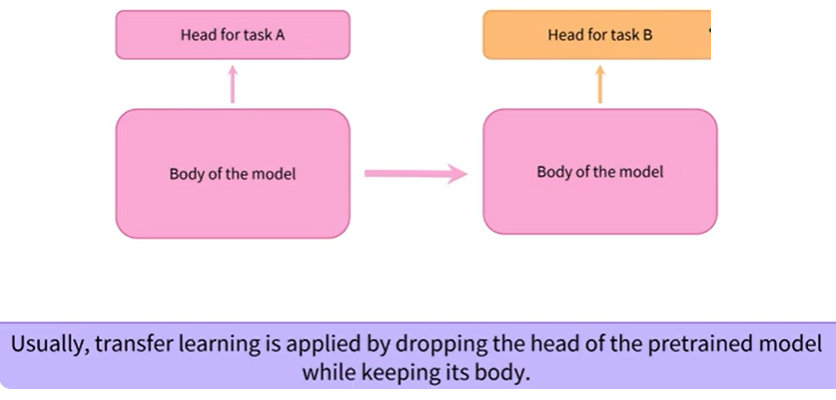 Head for task A
Head for task B
Body of the model
Body of the model
Usually, transfer learning is applied by dropping the head of the pretrained model
while keeping its body.